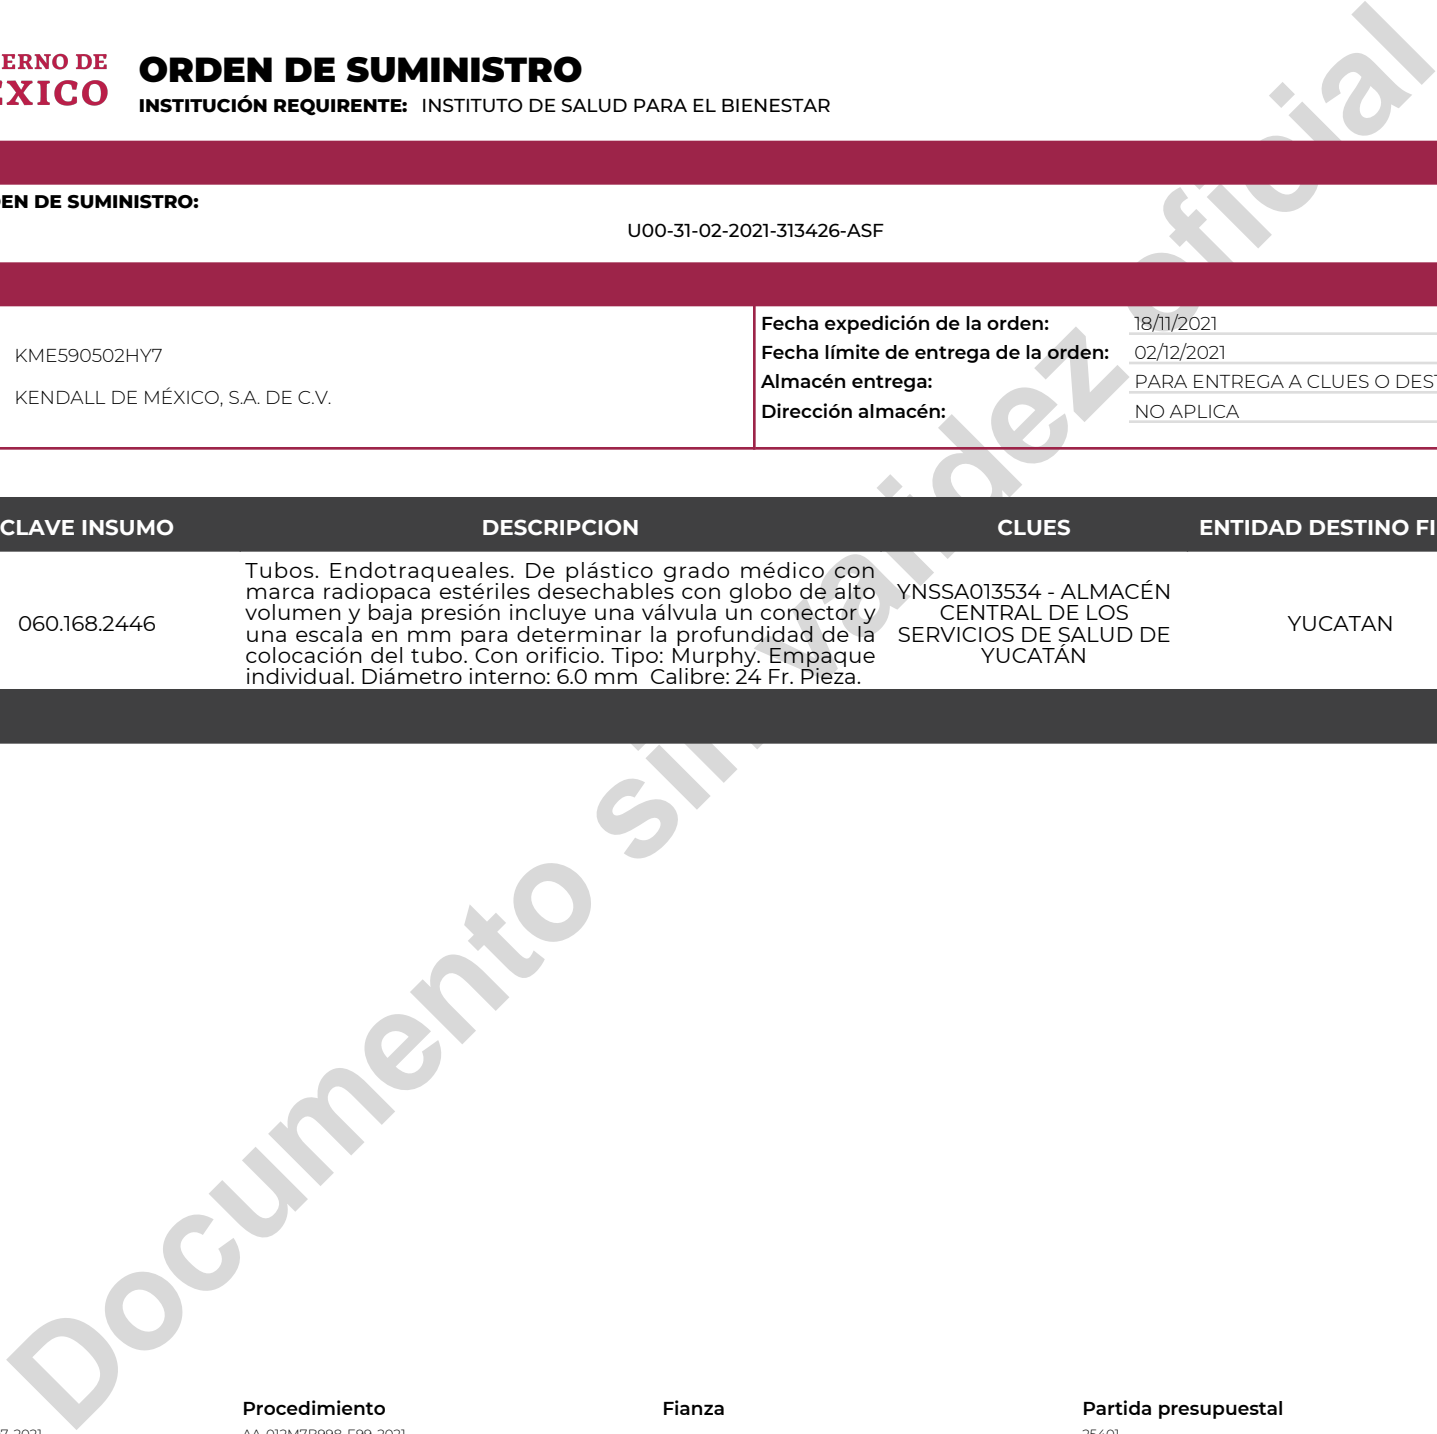 ERNO DE
ÉXICO
ORDEN DE SUMINISTRO
INSTITUCIÓN REQUIRENTE: INSTITUTO DE SALUD PARA EL BIENESTAR
EN DE SUMINISTRO:
U00-31-02-2021-313426-ASF
KME590502HY7
KENDALL DE MÉXICO, S.A. DE C.V.
Fecha expedición de la orden: 18/11/2021
Fecha límite de entrega de la orden: 02/12/2021
Almacén entrega: PARA ENTREGA A CLUES O DEST
Dirección almacén: NO APLICA
CLAVE INSUMO DESCRIPCION CLUES ENTIDAD DESTINO FI
060.168.2446
Tubos. Endotraqueales. De plástico grado médico con
marca radiopaca estériles desechables con globo de alto
volumen y baja presión incluye una válvula un conector y
una escala en mm para determinar la profundidad de la
colocación del tubo. Con orificio. Tipo: Murphy. Empaque
individual. Diámetro interno: 6.0 mm Calibre: 24 Fr. Pieza.
YNSSA013534 - ALMACÉN
CENTRAL DE LOS
SERVICIOS DE SALUD DE
YUCATÁN
YUCATAN
Documento sin validez oficial
Procedimiento Fianza Partida presupuestal